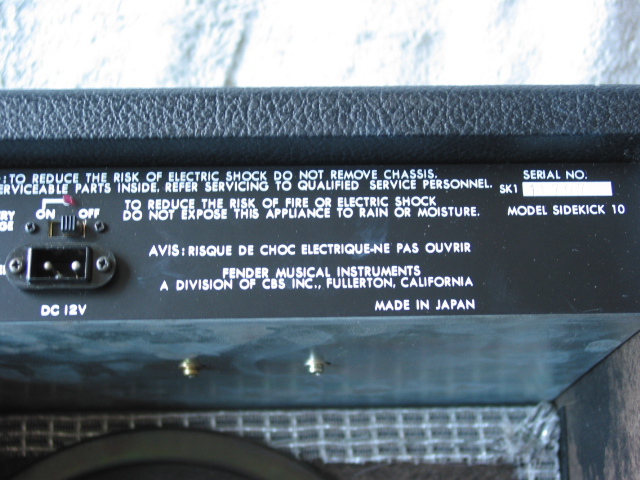 : TO REDUCE THE RISK OF ELECTRIC SHOCK DO NOT REMOVE CHASSIS.
ERVICEABLE PARTS INSIDE. REFER SERVICING TO QUALIFIED SERVICE PERSONNEL.
TO REDUCE THE RISK OF FIRE OR ELECTRIC SHOCK
DO NOT EXPOSE THIS APPLIANCE TO RAIN OR MOISTURE.
SERIAL NO.
SK1
MODEL SIDEKICK 10
ERY
GE
ON OFF
AVIS: RISQUE DE CHOC ELECTRIQUE-NE PAS OUVRIR
FENDER MUSICAL INSTRUMENTS
A DIVISION OF CBS INC., FULLERTON, CALIFORNIA
DC 12V
MADE IN JAPAN